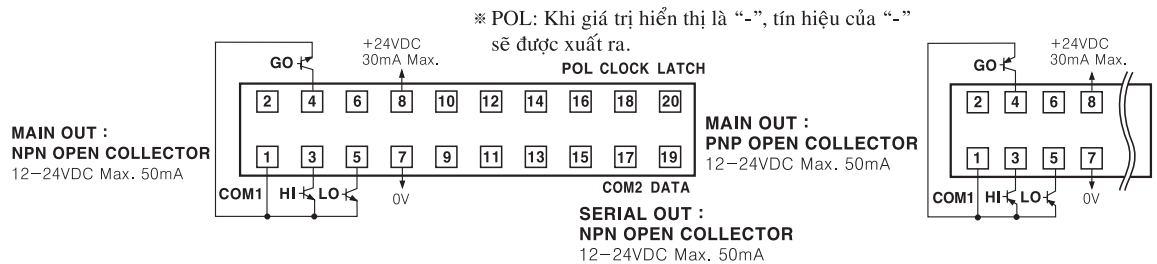 ※ POL: Khi giá trị hiển thị là “-”, tín hiệu của “-”
sẽ được xuất ra.
+24VDC
30mA Max.
GO
POL CLOCK LATCH
2 4 6 8 10 12 14 16 18 20
MAIN OUT :
NPN OPEN COLLECTOR
12-24VDC Max. 50mA
1 3 5 7 9 11 13 15 17 19
COM1 HI LO 0V
COM2 DATA
SERIAL OUT :
NPN OPEN COLLECTOR
12-24VDC Max. 50mA
+24VDC
30mA Max.
GO
2 4 6 8
MAIN OUT :
PNP OPEN COLLECTOR
12-24VDC Max. 50mA
1 3 5 7
COM1 HI LO 0V